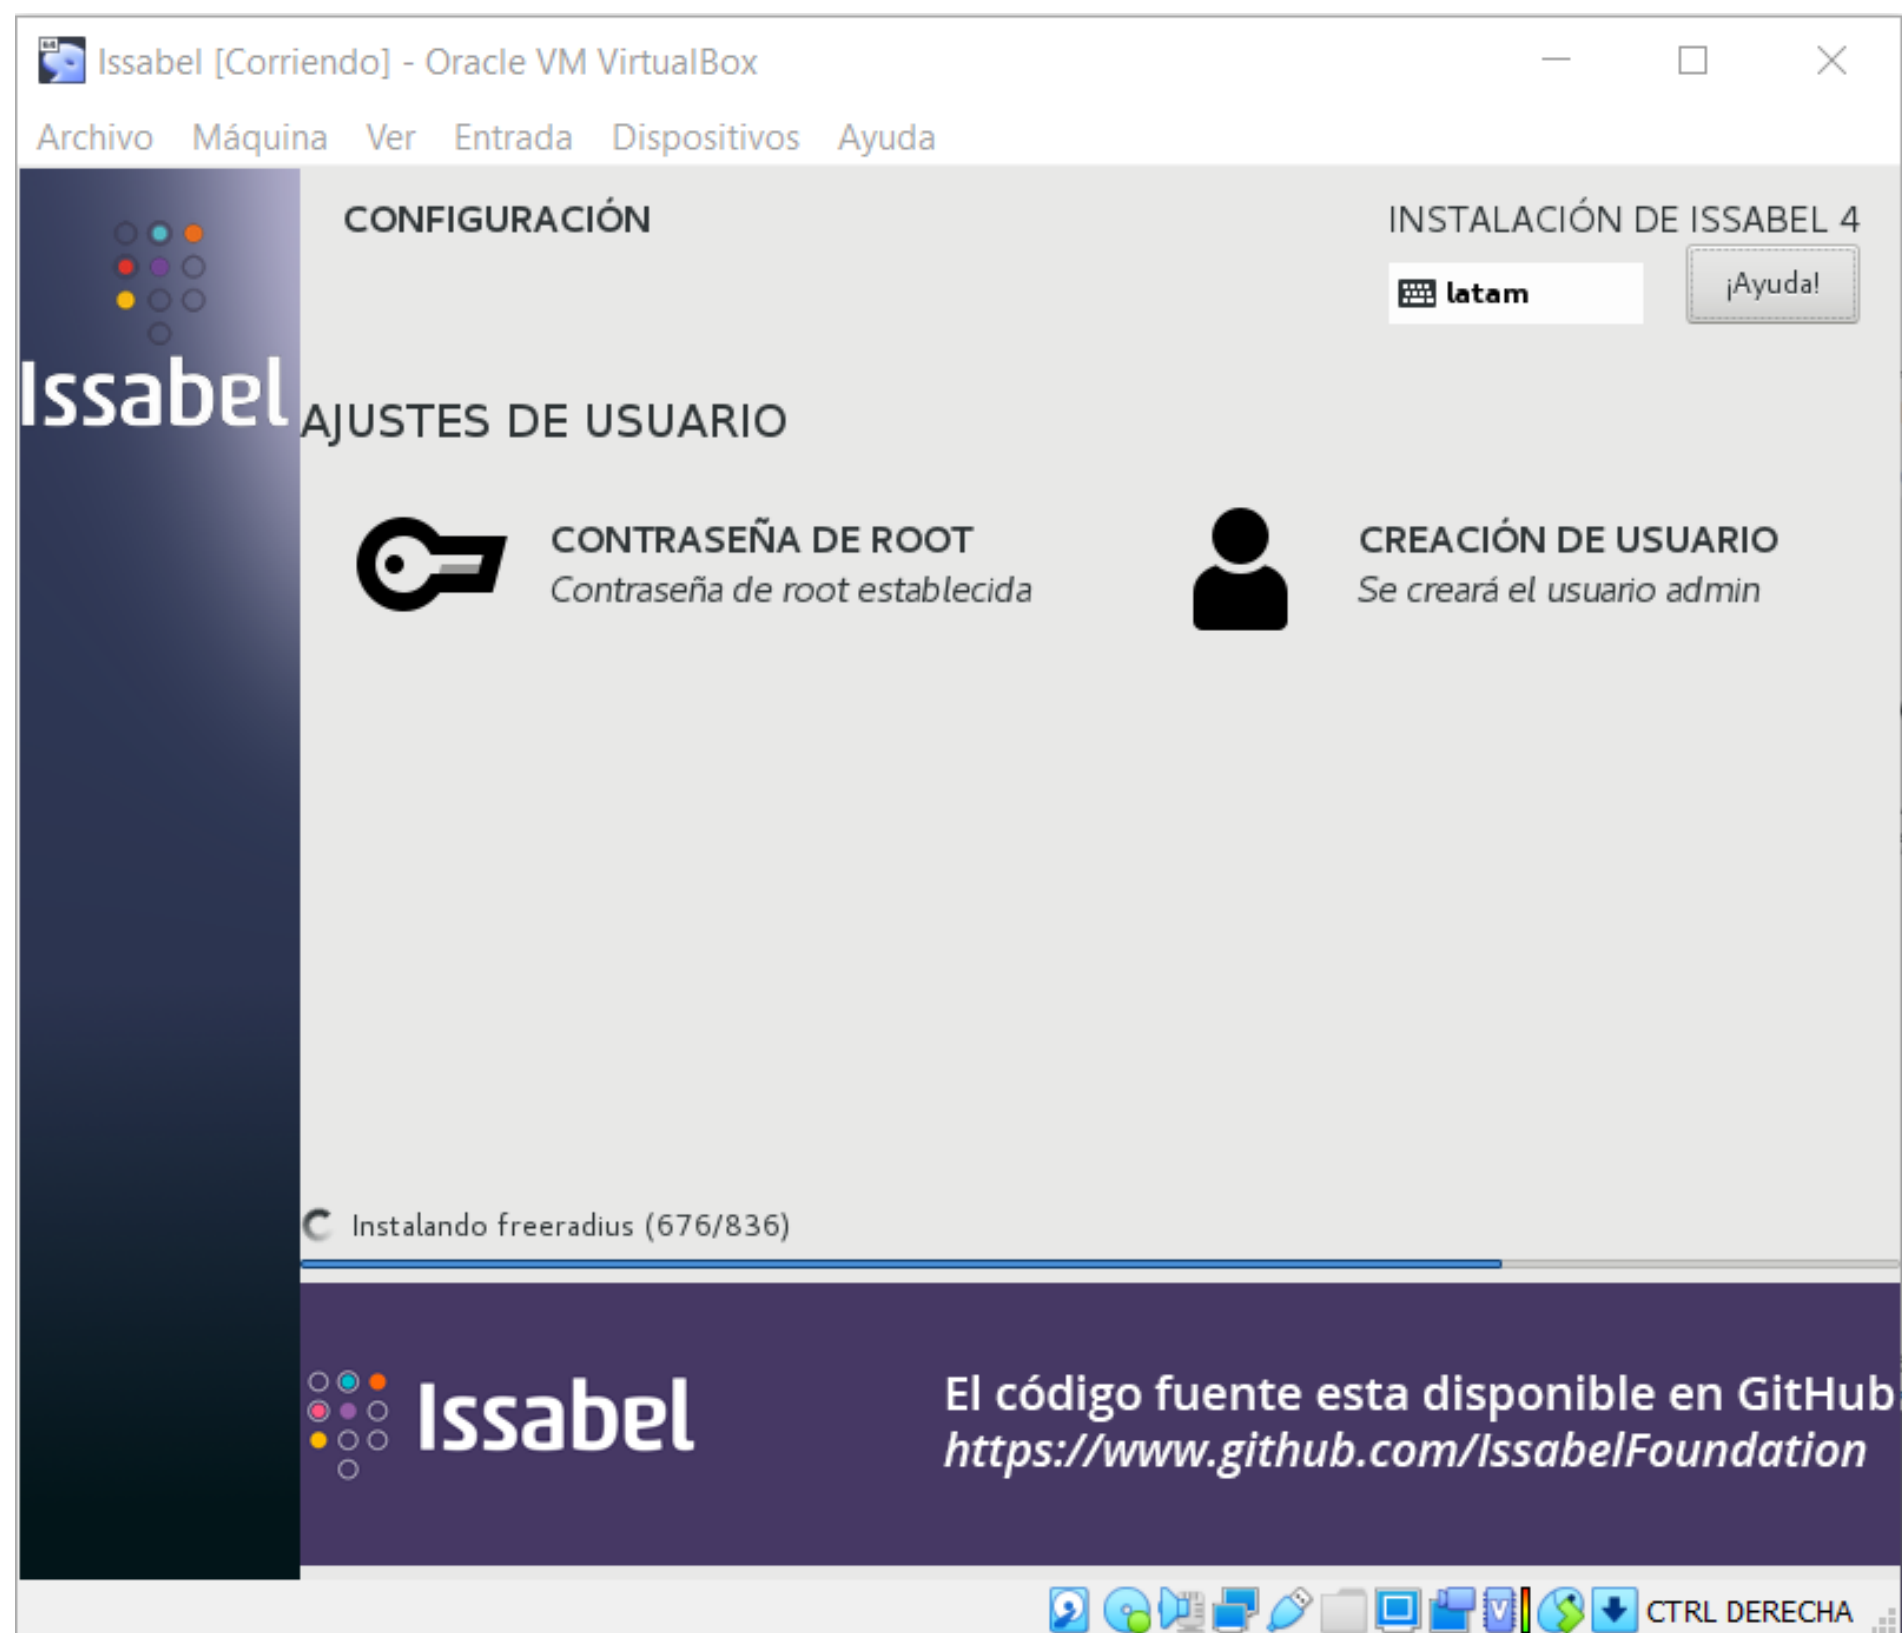 Issabel [Corriendo] - Oracle VM VirtualBox
Archivo Máquina Ver Entrada Dispositivos Ayuda
CONFIGURACIÓN
INSTALACIÓN DE ISSABEL 4
latam
¡Ayuda!
Issabel
AJUSTES DE USUARIO
CONTRASEÑA DE ROOT
Contraseña de root establecida
CREACIÓN DE USUARIO
Se creará el usuario admin
Instalando freeradius (676/836)
Issabel
El código fuente esta disponible en GitHub:
https://www.github.com/IssabelFoundation
CTRL DERECHA